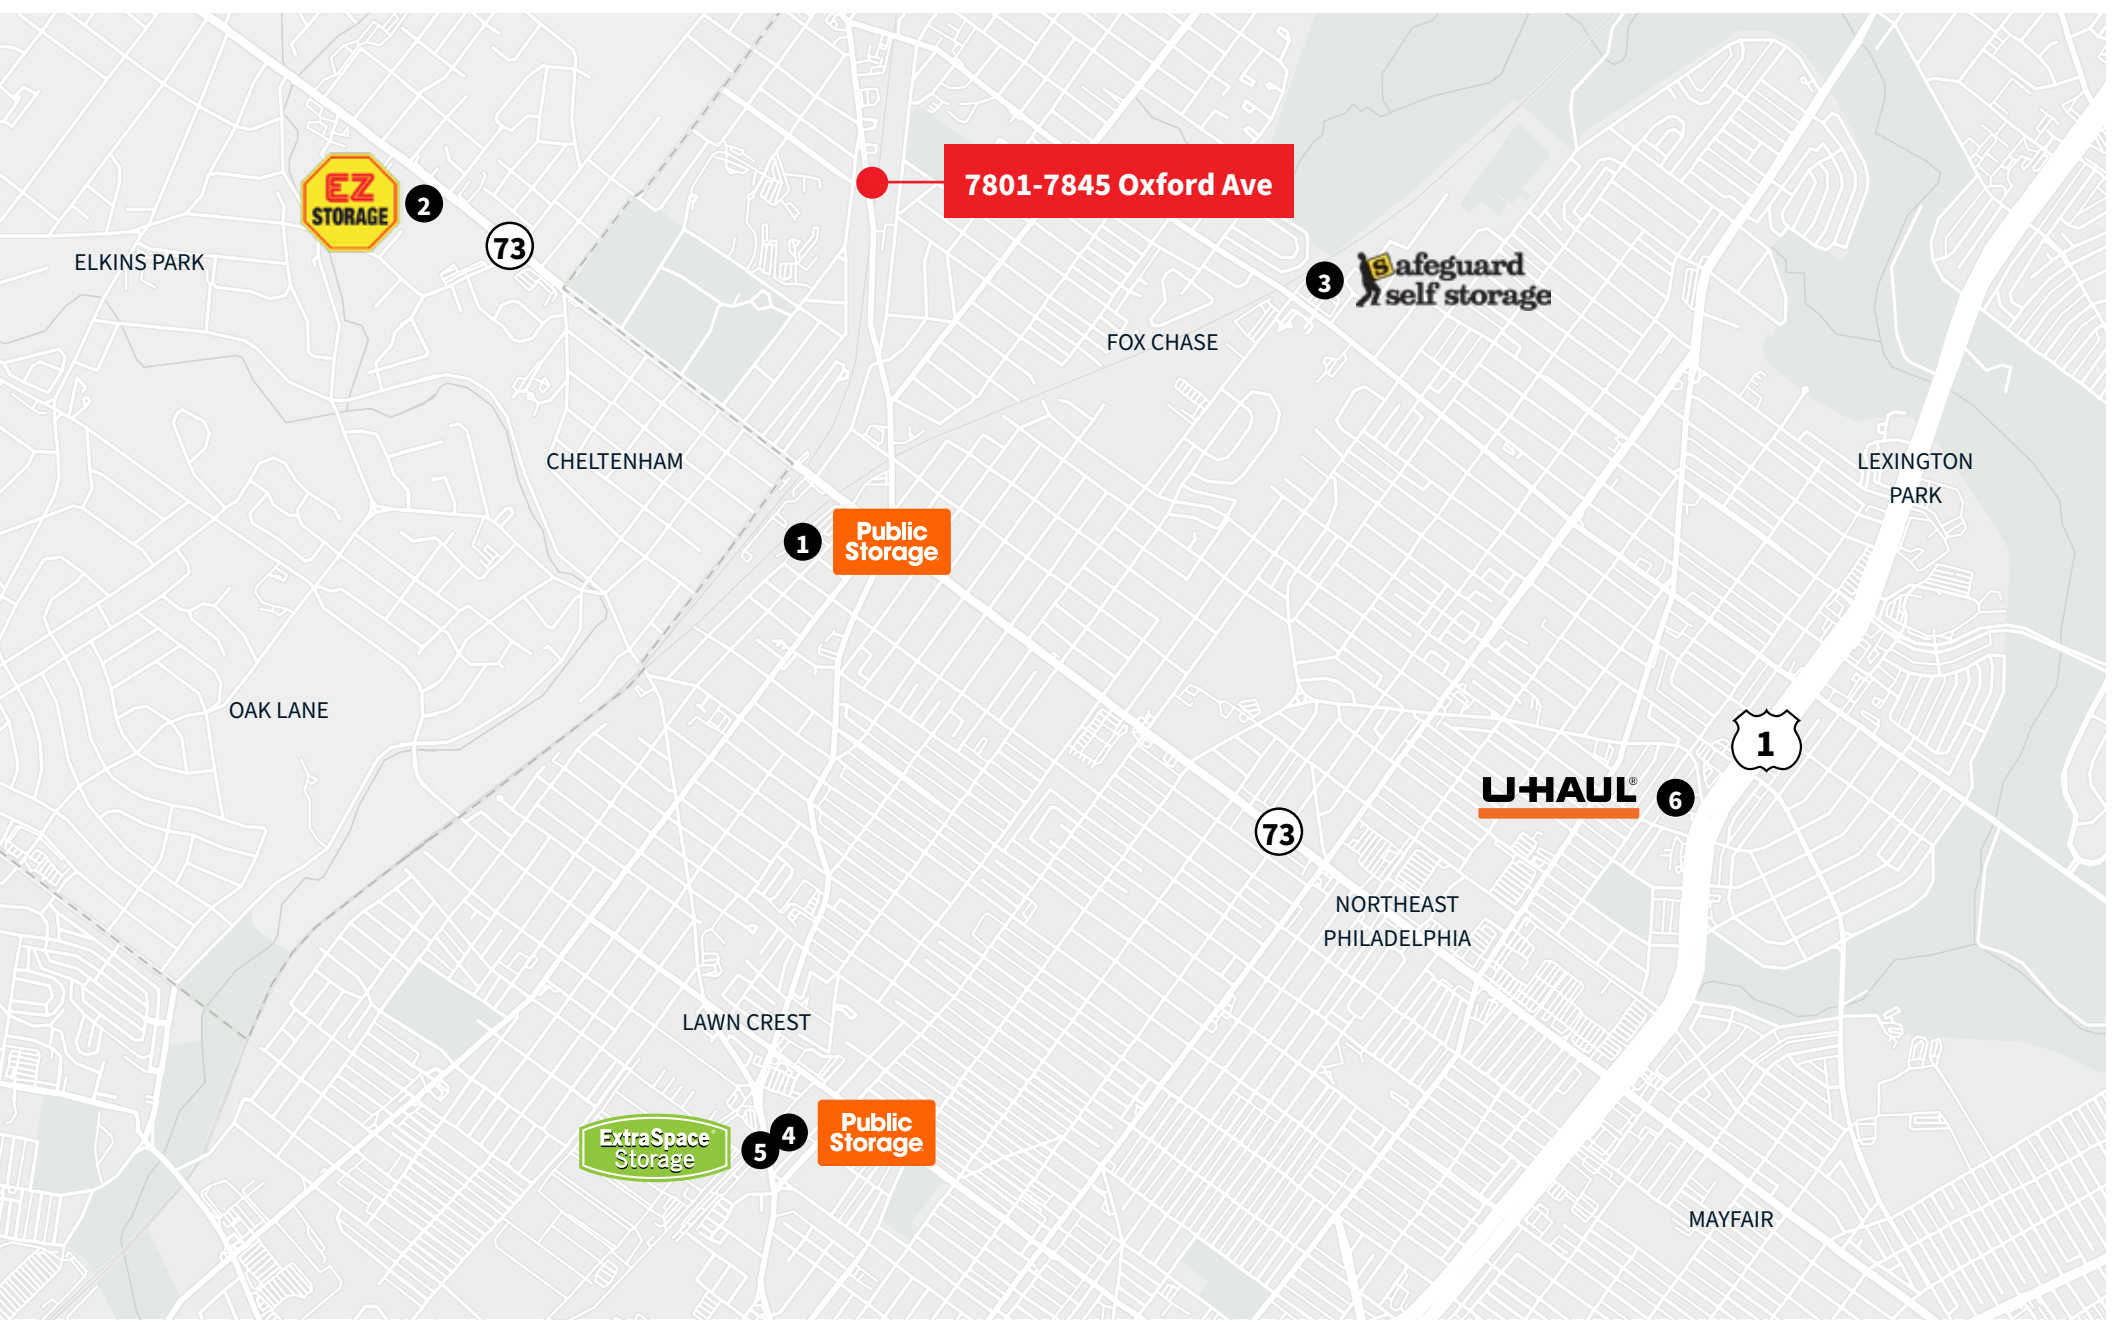 7801-7845 Oxford Ave
EZ
STORAGE
2
73
ELKINS PARK
3
Safeguard
self storage
FOX CHASE
CHELTENHAM
LEXINGTON
PARK
1
Public
Storage
OAK LANE
1
U-HAUL®
6
73
NORTHEAST
PHILADELPHIA
LAWN CREST
ExtraSpace
Storage
5
4
Public
Storage
MAYFAIR